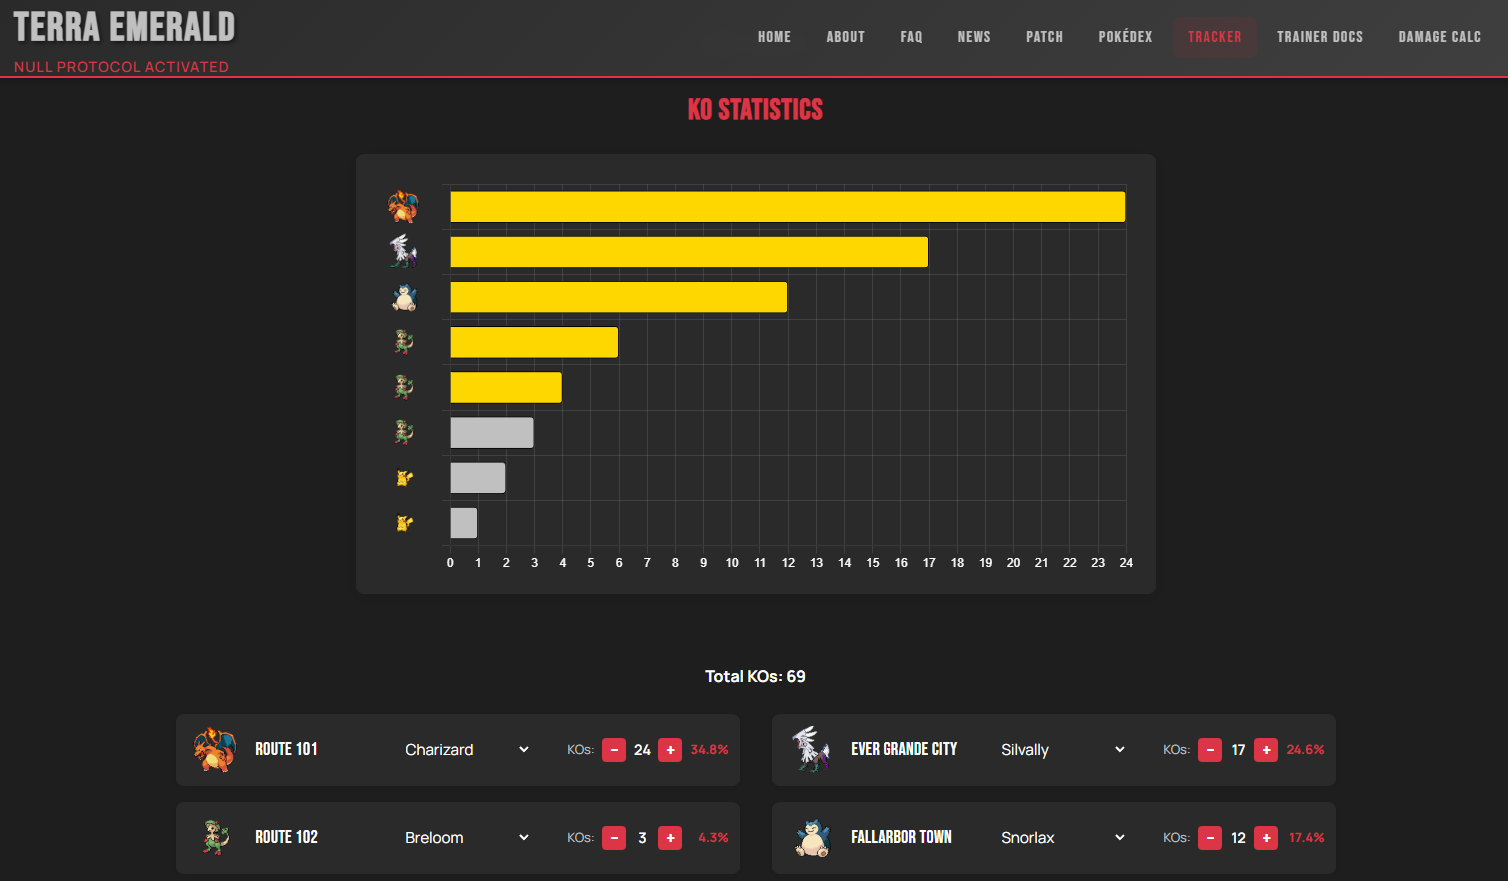 TERRA EMERALD
NULL PROTOCOL ACTIVATED
HOME ABOUT FAQ NEWS PATCH POKÉDEX TRACKER TRAINER DOCS DAMAGE CALC
KO STATISTICS
0 1 2 3 4 5 6 7 8 9 10 11 12 13 14 15 16 17 18 19 20 21 22 23 24
Total KOs: 69
ROUTE 101 Charizard KOs: − 24 + 34.8%
EVER GRANDE CITY Silvally KOs: − 17 + 24.6%
ROUTE 102 Breloom KOs: − 3 + 4.3%
FALLARBOR TOWN Snorlax KOs: − 12 + 17.4%